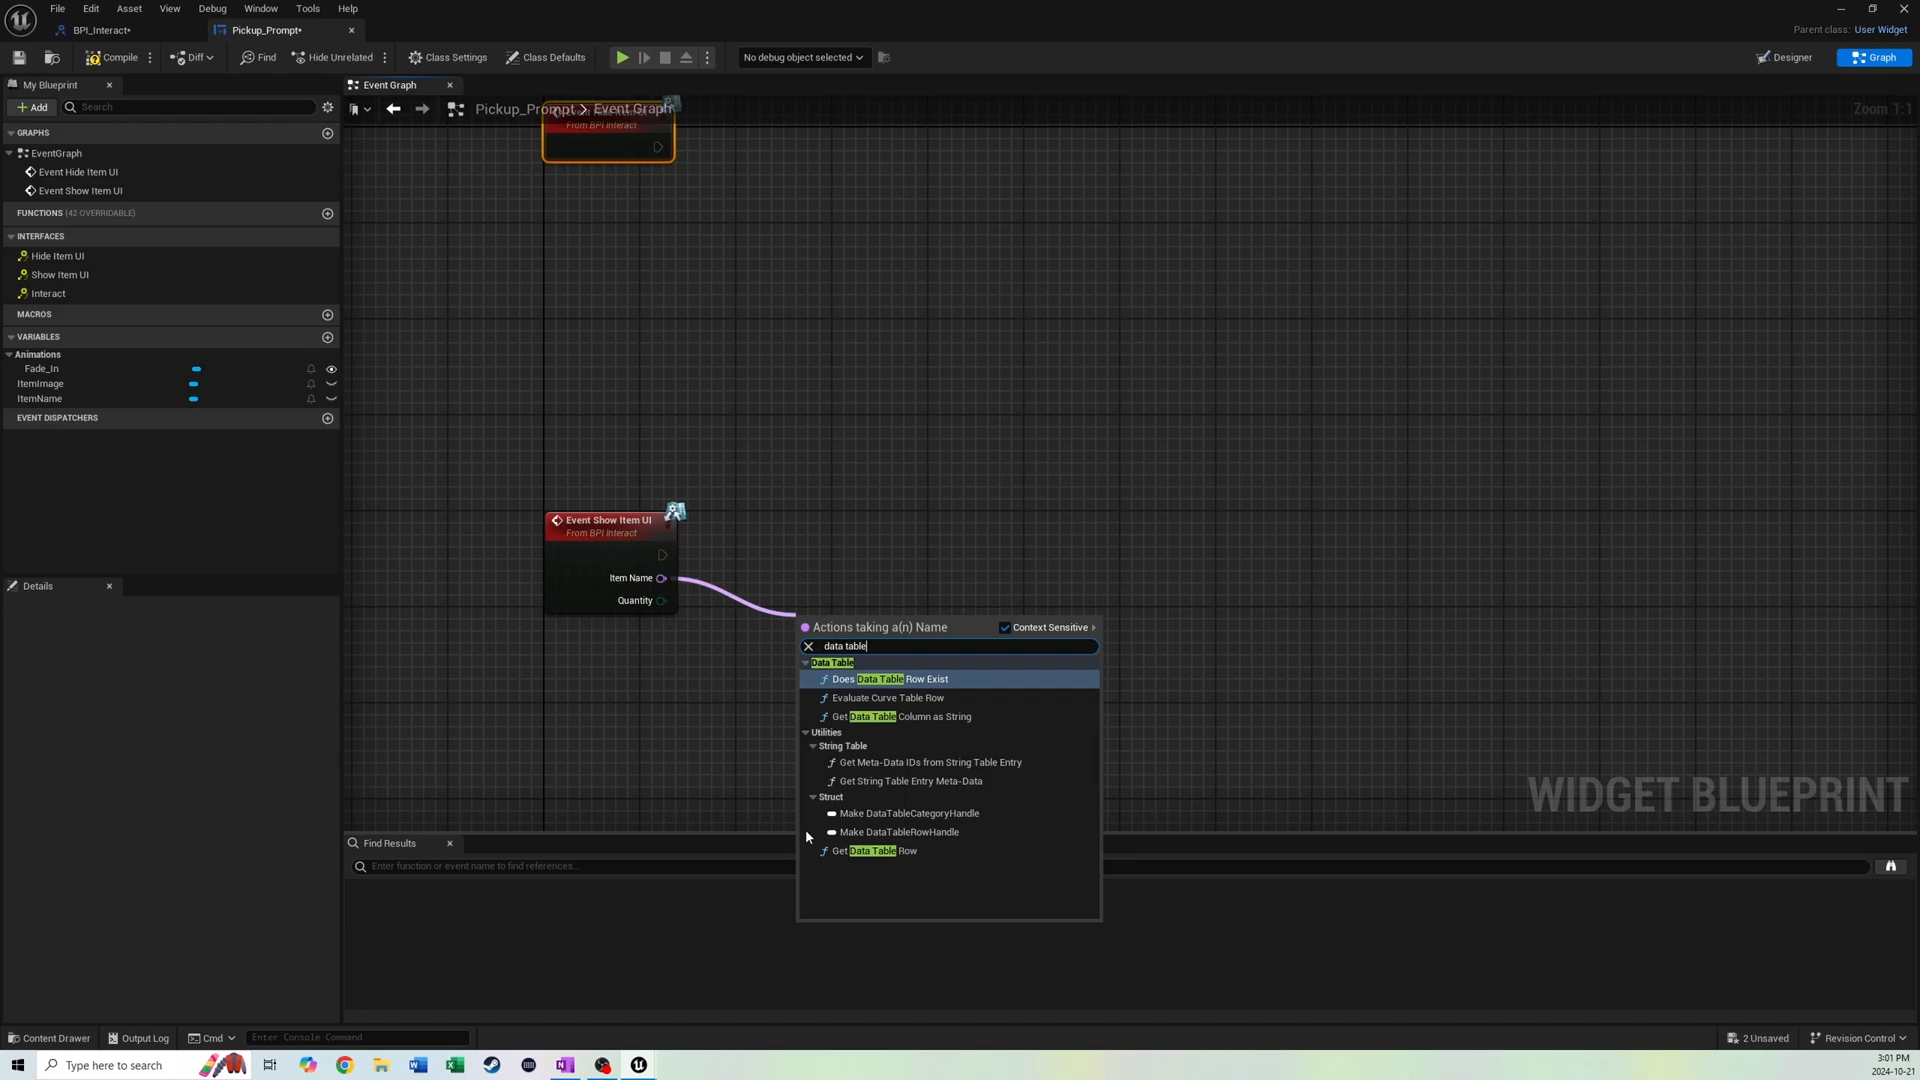 File Edit Asset View Debug Window Tools Help
BPI_Interact* Pickup_Prompt*
Parent class: User Widget
Compile Diff Find Hide Unrelated Class Settings Class Defaults No debug object selected Designer Graph
My Blueprint
Event Graph
Add Search
Pickup_Prompt > Event Graph
Zoom 1:1
From BPI Interact
GRAPHS
EventGraph
Event Hide Item UI
Event Show Item UI
FUNCTIONS (42 OVERRIDABLE)
INTERFACES
Hide Item UI
Show Item UI
Interact
MACROS
VARIABLES
Animations
Fade_In
ItemImage
ItemName
EVENT DISPATCHERS
Details
Event Show Item UI
From BPI Interact
Item Name
Quantity
Actions taking a(n) Name Context Sensitive
data table
Data Table
Does Data Table Row Exist
Evaluate Curve Table Row
Get Data Table Column as String
Utilities
String Table
Get Meta-Data IDs from String Table Entry
Get String Table Entry Meta-Data
Struct
Make DataTableCategoryHandle
Make DataTableRowHandle
Get Data Table Row
WIDGET BLUEPRINT
Find Results
Enter function or event name to find references...
Content Drawer Output Log Cmd Enter Console Command 2 Unsaved Revision Control
Type here to search
3:01 PM
2024-10-21